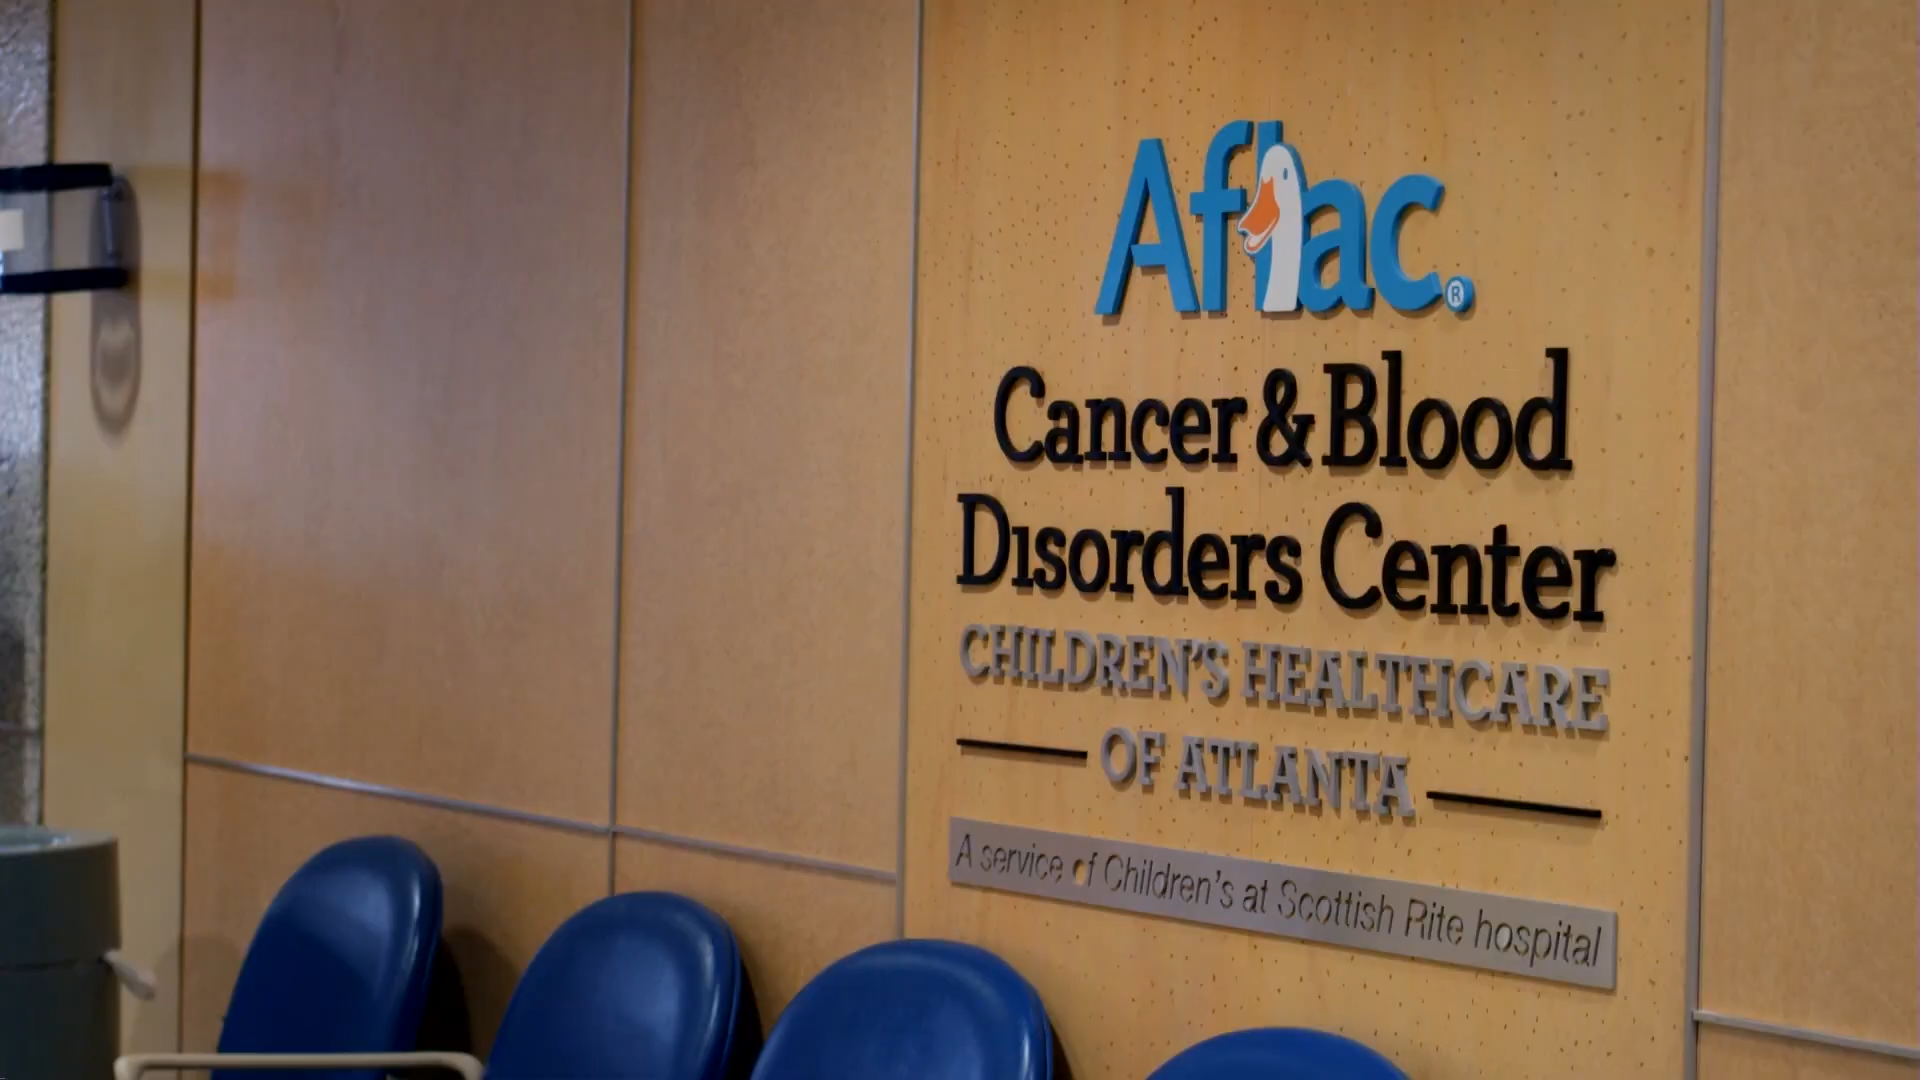 Aflac®
Cancer & Blood
Disorders Center
CHILDREN'S HEALTHCARE
OF ATLANTA
A service of Children's at Scottish Rite hospital